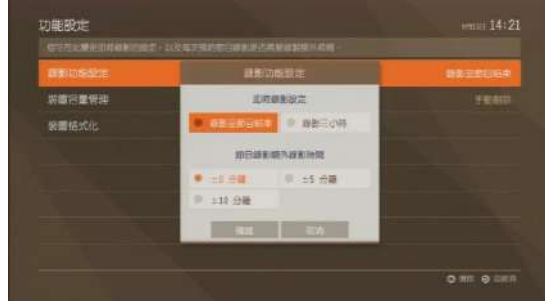 功能設定
14:21
錄影功能設定
錄影功能設定
錄影至節目結束
裝置容量管理
即時錄影設定
手動刪除
裝置格式化
錄影至節目結束
錄影三小時
節目錄影額外錄影時間
±0 分鐘
±5 分鐘
±10 分鐘
確認
取消